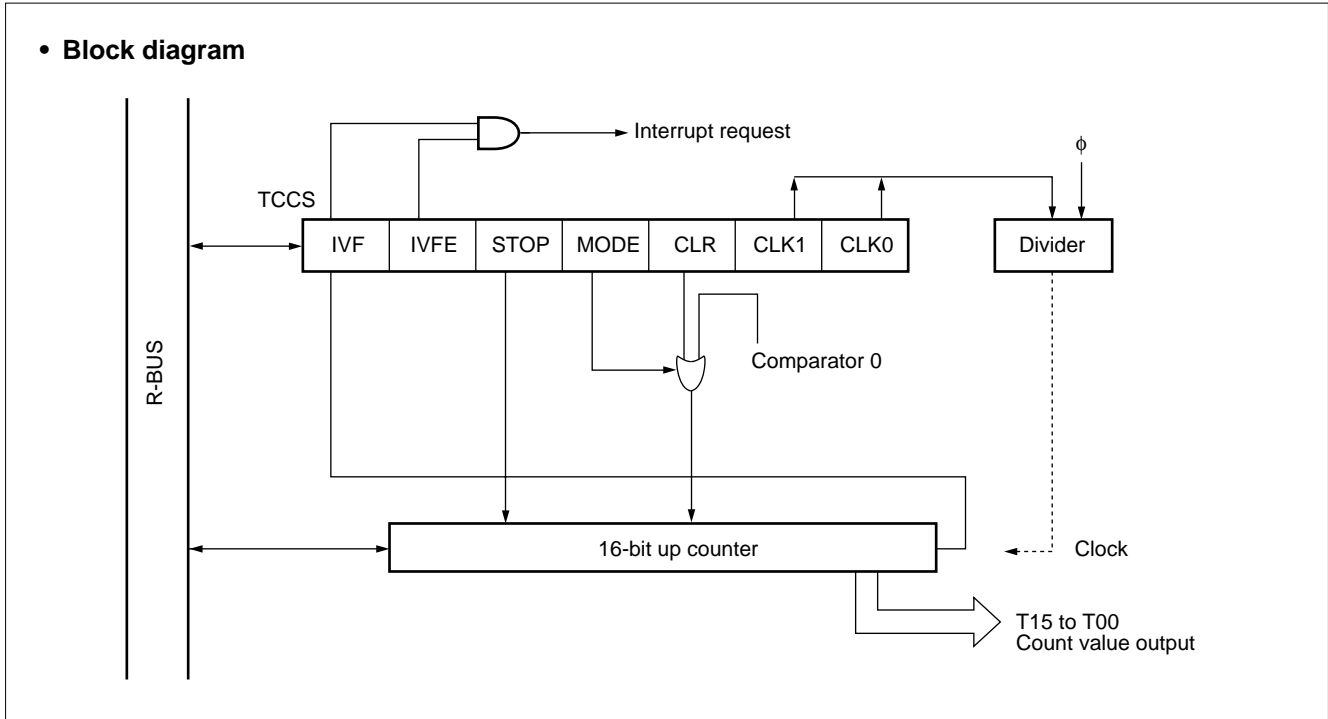 • Block diagram
Interrupt request
ϕ
TCCS
IVF IVFE STOP MODE CLR CLK1 CLK0 Divider
R-BUS
Comparator 0
16-bit up counter
Clock
T15 to T00
Count value output